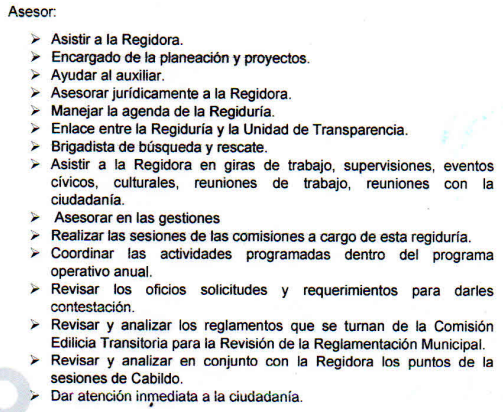 Asesor:
➢ Asistir a la Regidora.
➢ Encargado de la planeación y proyectos.
➢ Ayudar al auxiliar.
➢ Asesorar jurídicamente a la Regidora.
➢ Manejar la agenda de la Regiduría.
➢ Enlace entre la Regiduría y la Unidad de Transparencia.
➢ Brigadista de búsqueda y rescate.
➢ Asistir a la Regidora en giras de trabajo, supervisiones, eventos
cívicos, culturales, reuniones de trabajo, reuniones con la
ciudadanía.
➢ Asesorar en las gestiones
➢ Realizar las sesiones de las comisiones a cargo de esta regiduría.
➢ Coordinar las actividades programadas dentro del programa
operativo anual.
➢ Revisar los oficios solicitudes y requerimientos para darles
contestación.
➢ Revisar y analizar los reglamentos que se turnan de la Comisión
Edilicia Transitoria para la Revisión de la Reglamentación Municipal.
➢ Revisar y analizar en conjunto con la Regidora los puntos de la
sesiones de Cabildo.
➢ Dar atención inmediata a la ciudadanía.